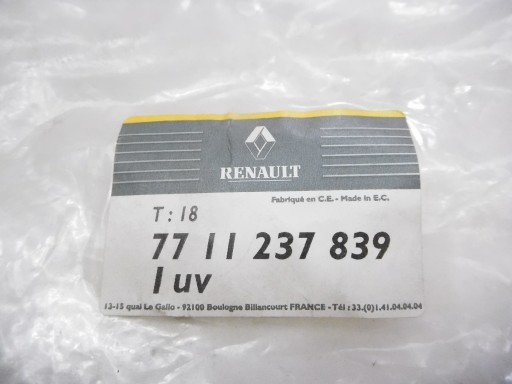 RENAULT
Fabriqué en C.E. - Made in E.C.
T: 18
77 11 237 839
1 uv
13-15 quai Le Gallo - 92100 Boulogne Billancourt FRANCE - Tél : 33.(0)1.41.04.04.04